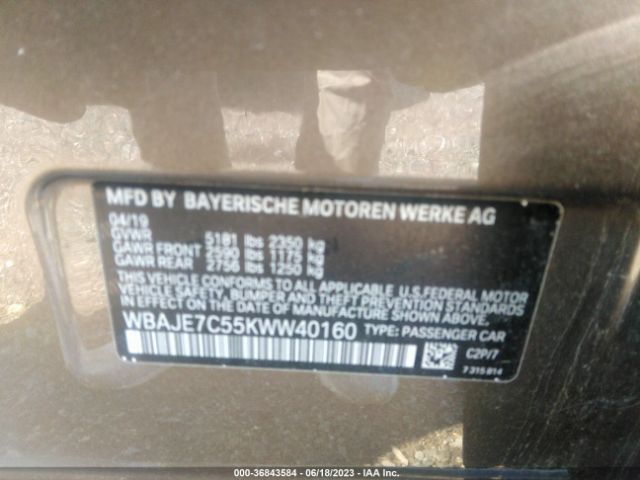 MFD BY BAYERISCHE MOTOREN WERKE AG
04/19
GVWR 5181 lbs 2350 kg
GAWR FRONT 2590 lbs 1175 kg
GAWR REAR 2756 lbs 1250 kg
THIS VEHICLE CONFORMS TO ALL APPLICABLE U.S.FEDERAL MOTOR
VEHICLE SAFETY, BUMPER AND THEFT PREVENTION STANDARDS
IN EFFECT ON THE DATE OF MANUFACTURE SHOWN ABOVE.
WBAJE7C55KWW40160 TYPE: PASSENGER CAR
C2P/7
7 315 814
000-36843584 - 06/18/2023 - IAA Inc.